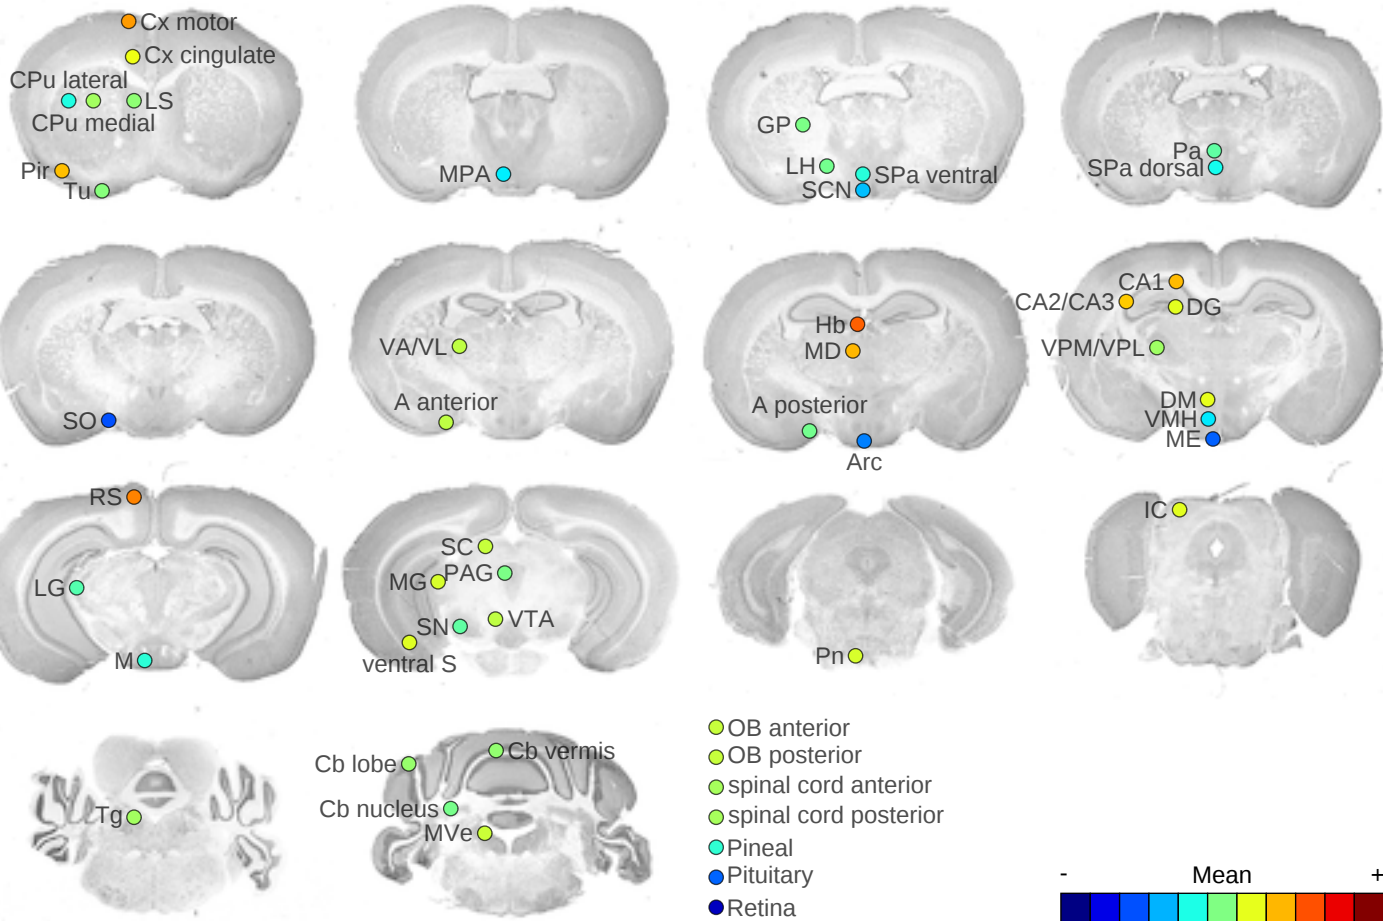 Cx motor
Cx cingulate
CPu lateral
LS
CPu medial
Pir
Tu
MPA
GP
LH
SPa ventral
SCN
Pa
SPa dorsal
SO
VA/VL
A anterior
Hb
MD
A posterior
Arc
CA1
CA2/CA3
DG
VPM/VPL
DM
VMH
ME
RS
LG
M
SC
PAG
MG
VTA
SN
ventral S
Pn
IC
Tg
Cb vermis
Cb lobe
Cb nucleus
MVe
OB anterior
OB posterior
spinal cord anterior
spinal cord posterior
Pineal
Pituitary
Retina
- Mean +